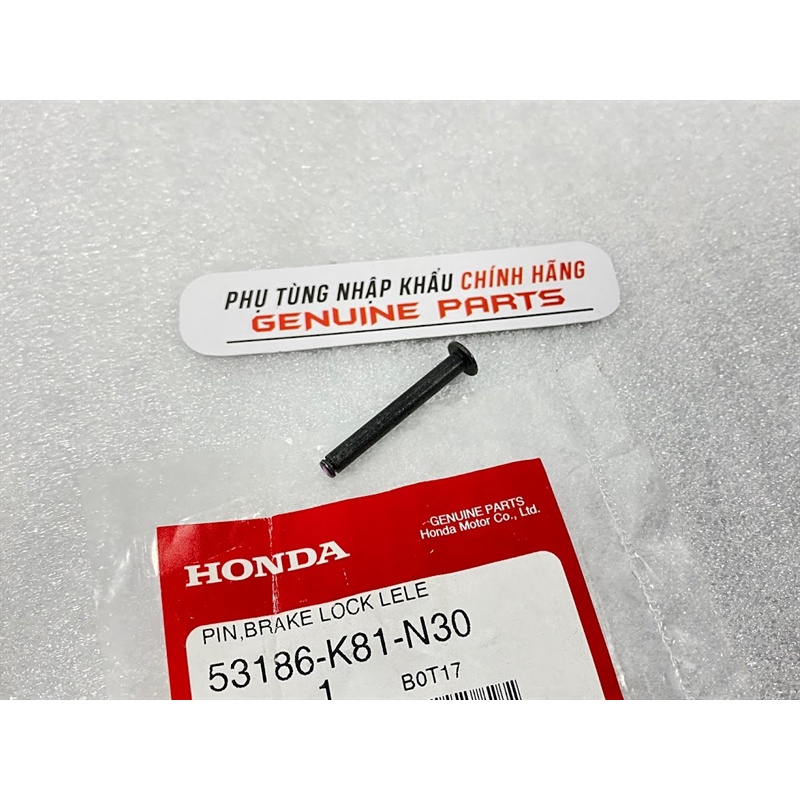 PHỤ TÙNG NHẬP KHẨU CHÍNH HÃNG
GENUINE PARTS
GENUINE PARTS
Honda Motor Co., Ltd.
HONDA
PIN,BRAKE LOCK LELE
53186-K81-N30
1
B0T17